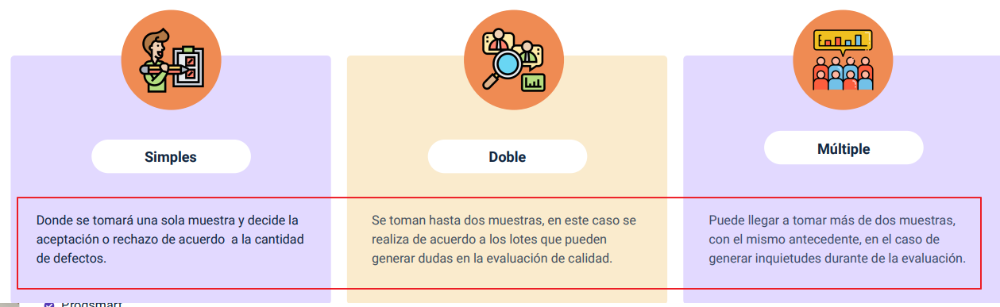 Simples
Donde se tomará una sola muestra y decide la
aceptación o rechazo de acuerdo a la cantidad
de defectos.
Doble
Se toman hasta dos muestras, en este caso se
realiza de acuerdo a los lotes que pueden
generar dudas en la evaluación de calidad.
Múltiple
Puede llegar a tomar más de dos muestras,
con el mismo antecedente, en el caso de
generar inquietudes durante de la evaluación.
Prodsmart